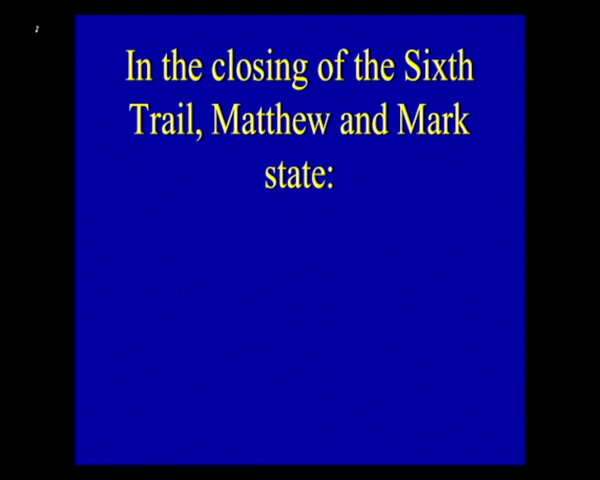 In the closing of the Sixth
Trail, Matthew and Mark
state: